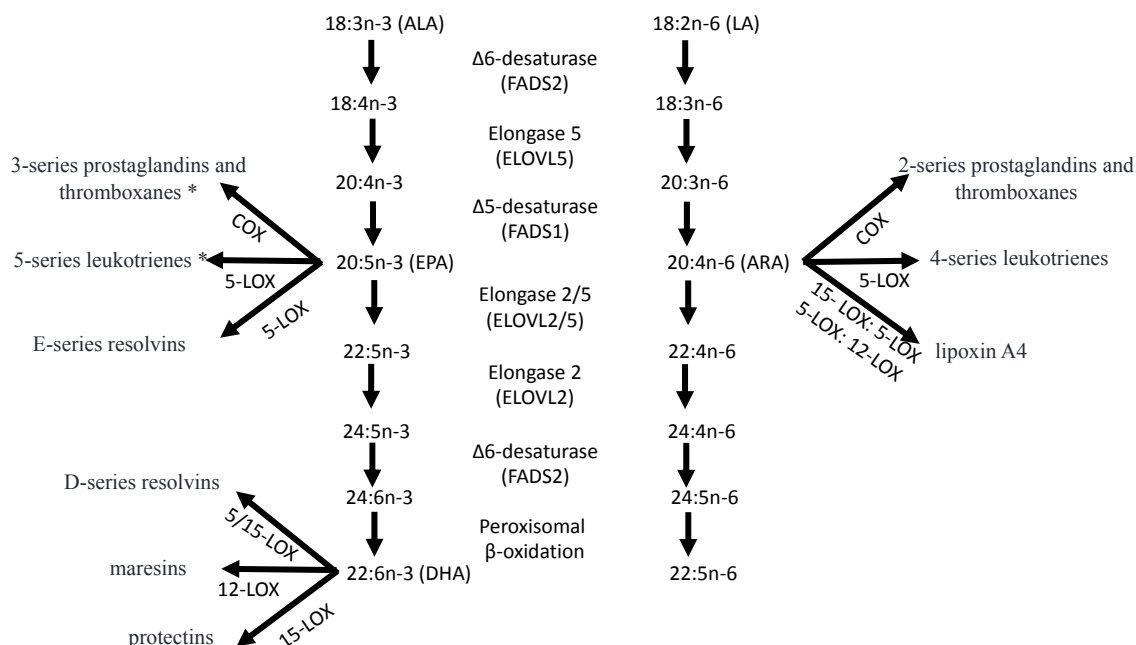 18:3n-3 (ALA)
18:2n-6 (LA)
Δ6-desaturase
(FADS2)
18:4n-3
18:3n-6
Elongase 5
(ELOVL5)
3-series prostaglandins and
thromboxanes *
20:4n-3
20:3n-6
2-series prostaglandins and
thromboxanes
COX
Δ5-desaturase
(FADS1)
COX
5-series leukotrienes *
5-LOX
20:5n-3 (EPA)
20:4n-6 (ARA)
5-LOX
4-series leukotrienes
5-LOX
Elongase 2/5
(ELOVL2/5)
15- LOX: 5-LOX
5-LOX: 12-LOX
E-series resolvins
22:5n-3
22:4n-6
lipoxin A4
Elongase 2
(ELOVL2)
24:5n-3
24:4n-6
Δ6-desaturase
(FADS2)
D-series resolvins
24:6n-3
24:5n-6
5/15-LOX
Peroxisomal
β-oxidation
maresins
12-LOX
22:6n-3 (DHA)
22:5n-6
15-LOX
protectins